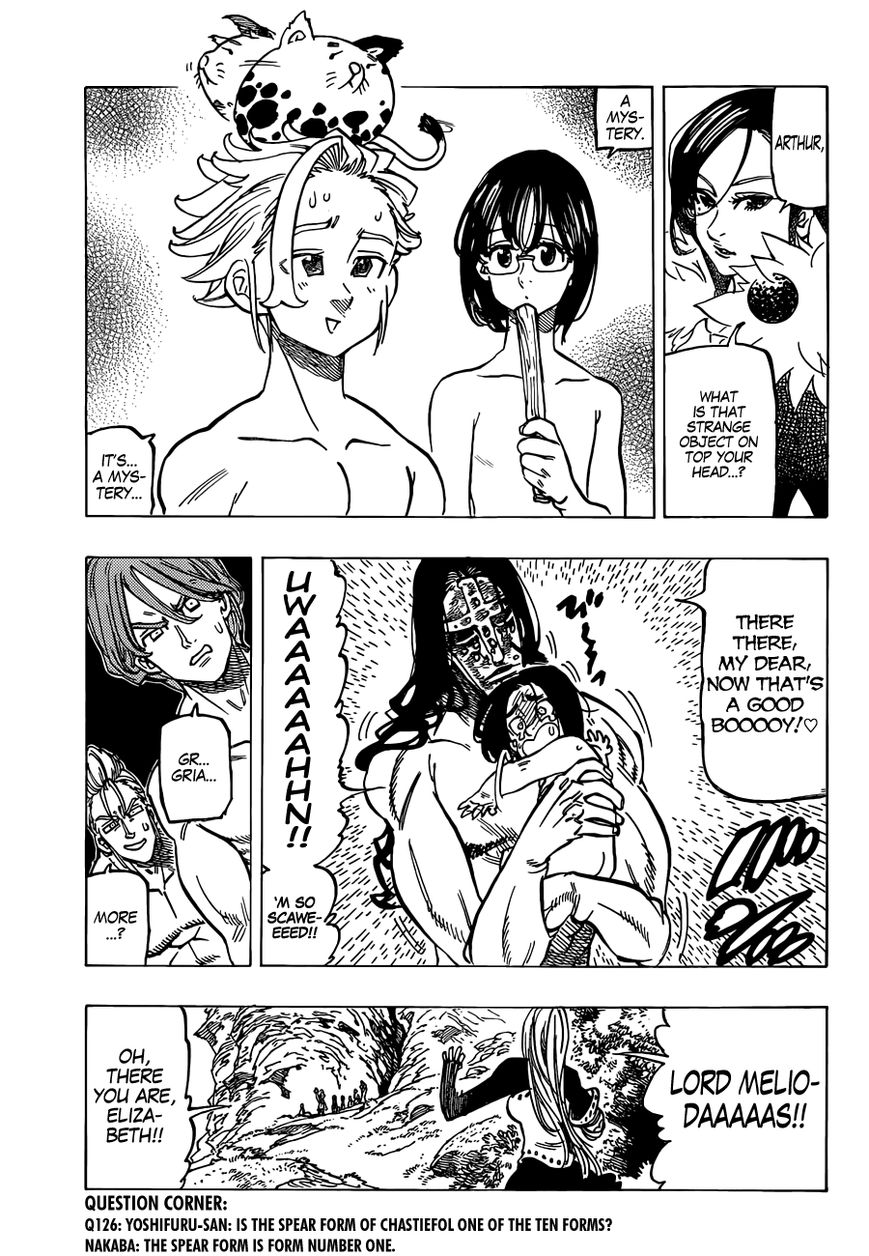 ARTHUR,
WHAT
IS THAT
STRANGE
OBJECT ON
TOP YOUR
HEAD...?
A
MYS-
TERY.
IT'S...
A MYS-
TERY...
THERE
THERE,
MY DEAR,
NOW THAT'S
A GOOD
BOOOOY!♡
UWAAAAAAAHHN!!
'M SO
SCAWE-
EEED!!
GR...
GRIA...
MORE
...?
LORD MELIO-
DAAAAAS!!
OH,
THERE
YOU ARE,
ELIZA-
BETH!!
QUESTION CORNER:
Q126: YOSHIFURU-SAN: IS THE SPEAR FORM OF CHASTIEFOL ONE OF THE TEN FORMS?
NAKABA: THE SPEAR FORM IS FORM NUMBER ONE.